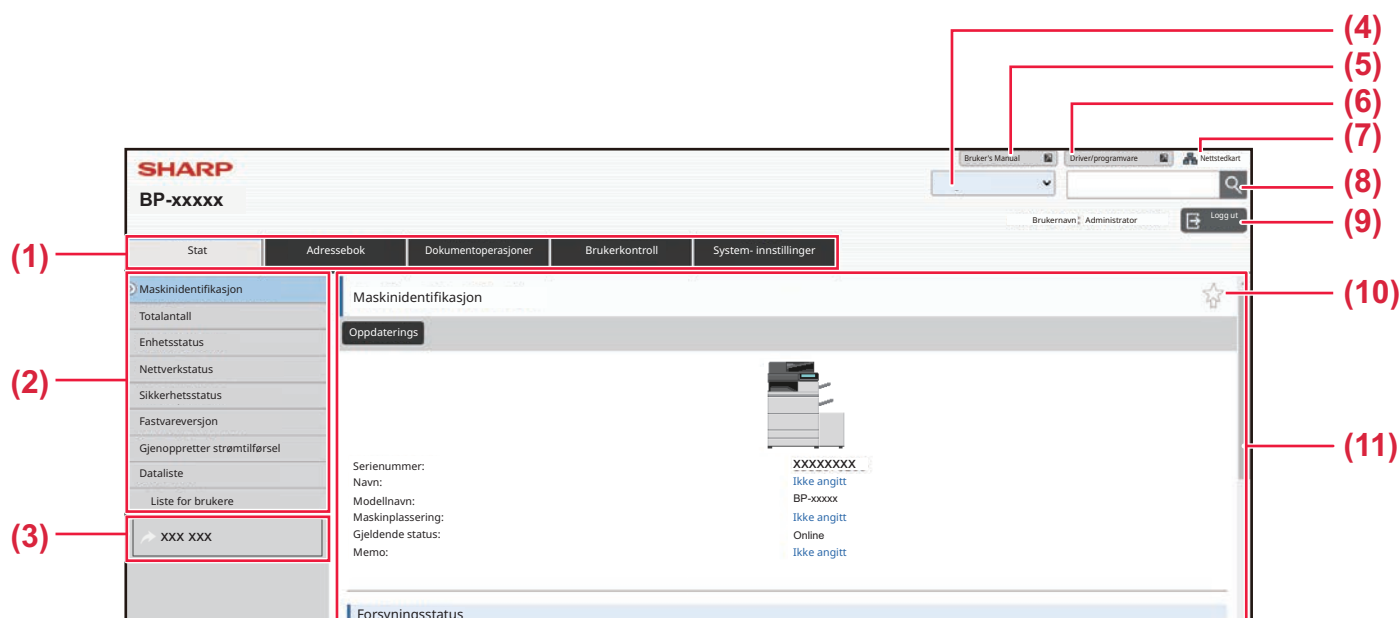 (4)
(5)
(6)
(7)
SHARP
Bruker's Manual Driver/programvare Nettstedkart
BP-xxxxx
(8)
Brukernavn: Administrator Logg ut
(9)
(1)
Stat Adressebok Dokumentoperasjoner Brukerkontroll System- innstillinger
(2)
Maskinidentifikasjon
Totalantall
Enhetsstatus
Nettverkstatus
Sikkerhetsstatus
Fastvareversjon
Gjenoppretter strømtilførsel
Dataliste
Liste for brukere
(3)
XXX XXX
Maskinidentifikasjon
(10)
Oppdaterings
(11)
Serienummer: XXXXXXXX
Navn: Ikke angitt
Modellnavn: BP-xxxxx
Maskinplassering: Ikke angitt
Gjeldende status: Online
Memo: Ikke angitt
Forsyningsstatus